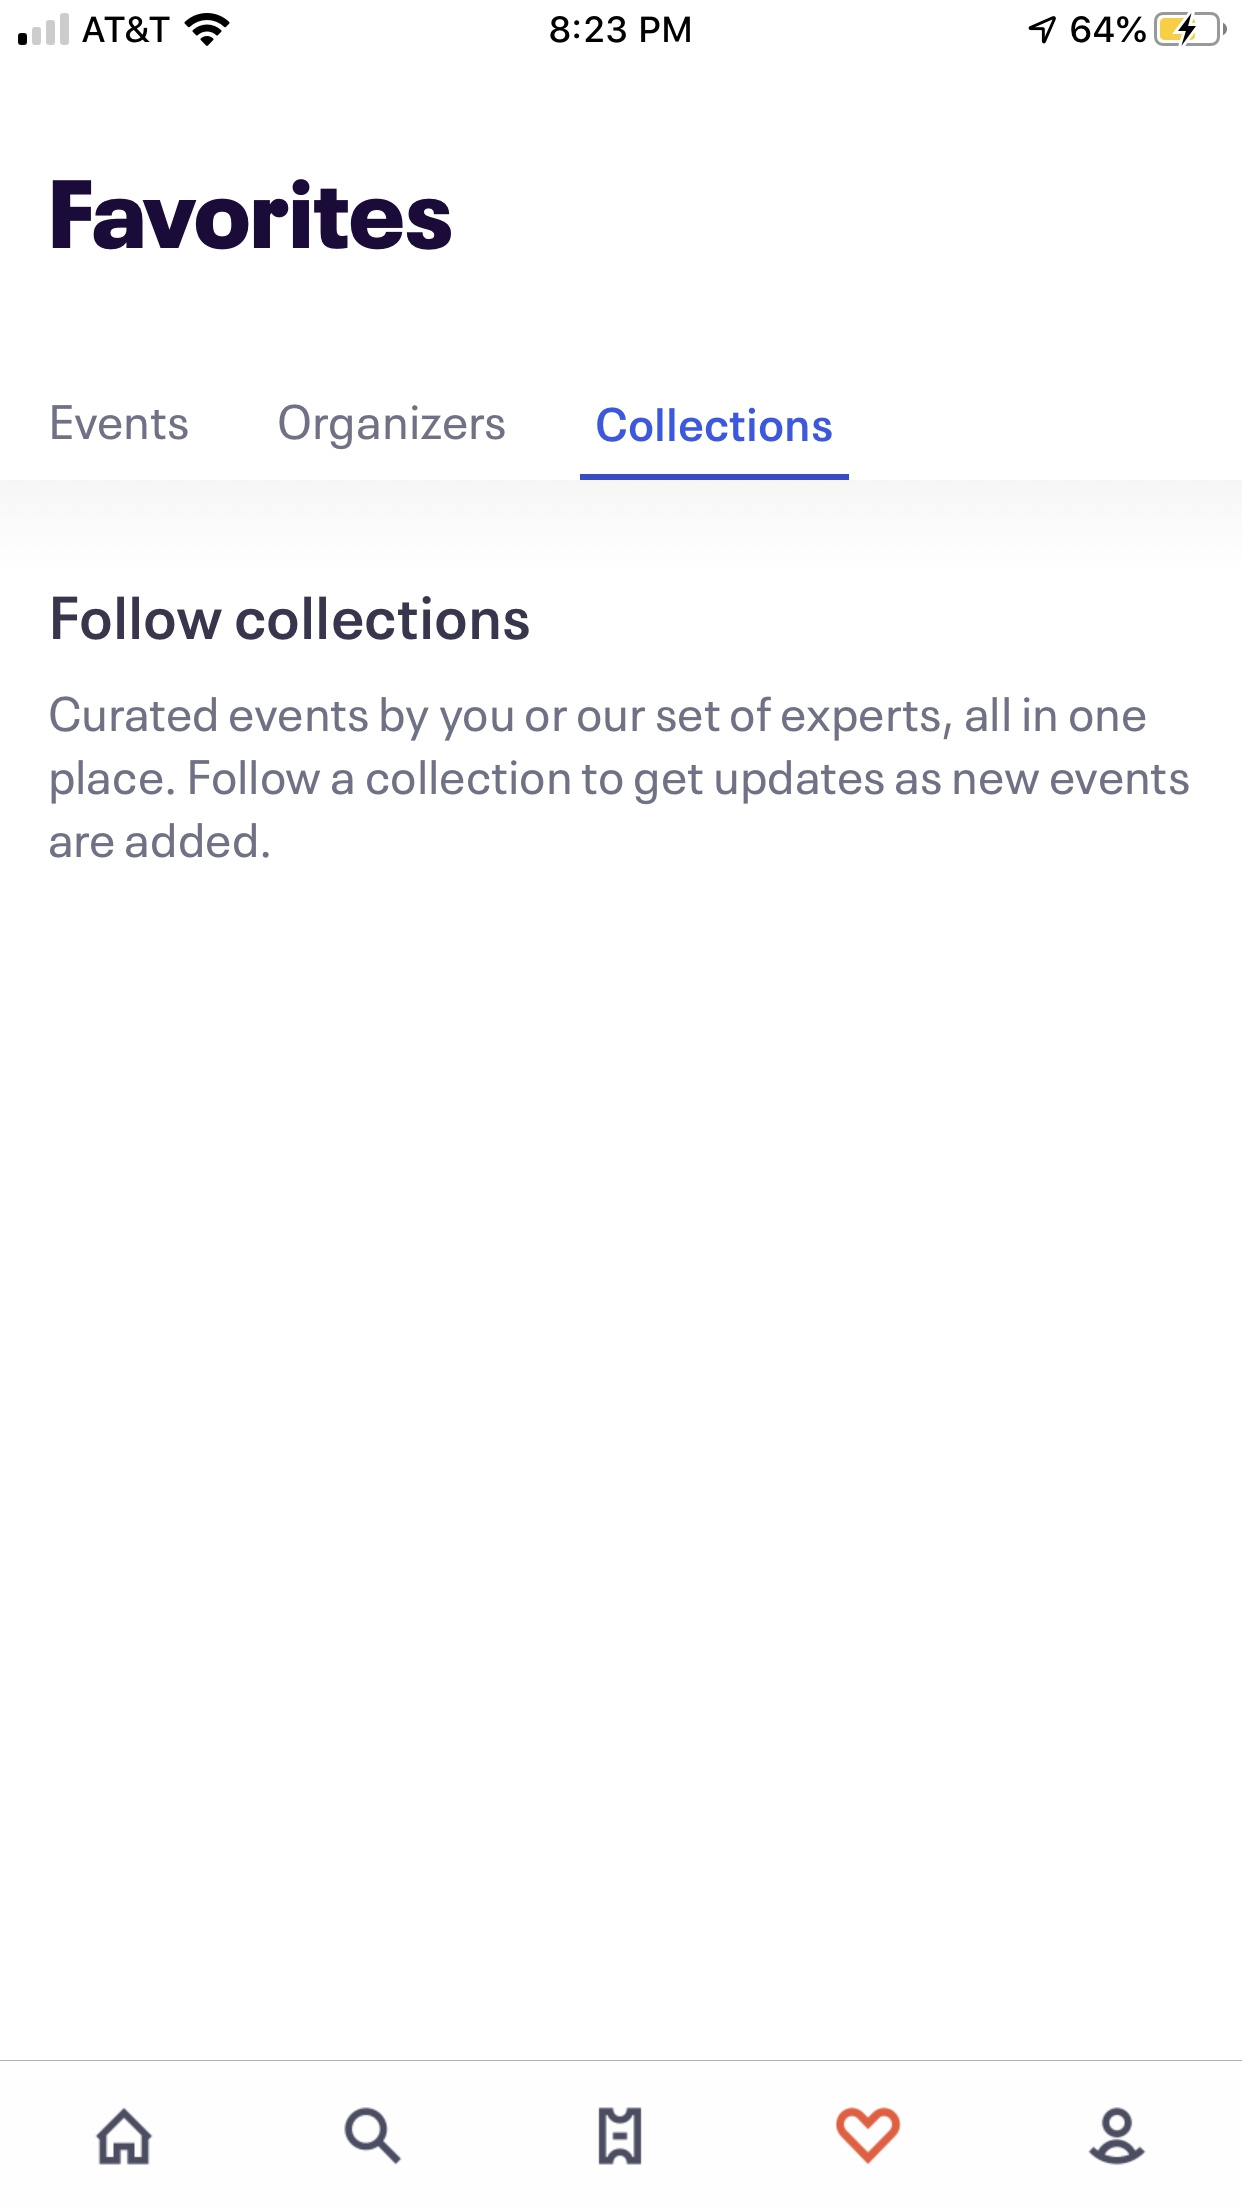 AT&T 8:23 PM 64%
Favorites
Events Organizers Collections
Follow collections
Curated events by you or our set of experts, all in one
place. Follow a collection to get updates as new events
are added.